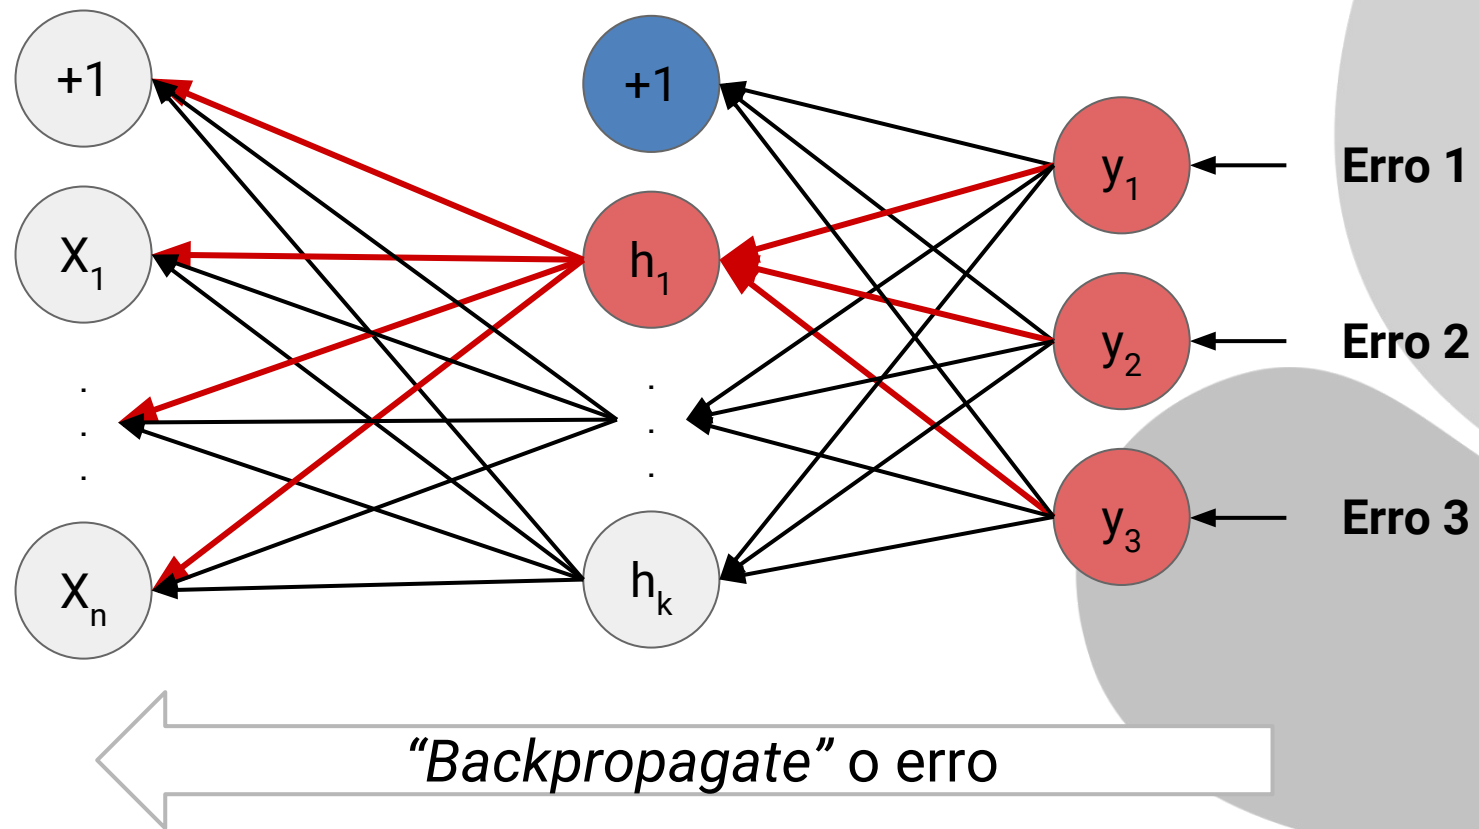 +1
+1
y1
Erro 1
X1
h1
y2
Erro 2
.
.
.
.
.
.
y3
Erro 3
Xn
hk
“Backpropagate” o erro